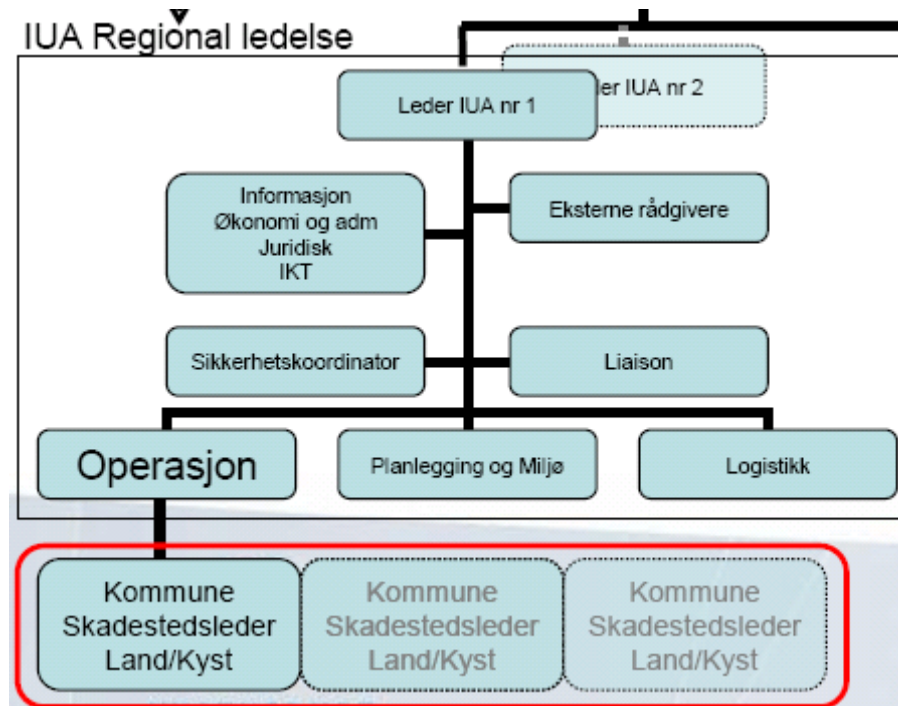 IUA Regional ledelse
Leder IUA nr 1
der IUA nr 2
Informasjon
Økonomi og adm
Juridisk
IKT
Eksterne rådgivere
Sikkerhetskoordinator
Liaison
Operasjon
Planlegging og Miljø
Logistikk
Kommune
Skadestedsleder
Land/Kyst
Kommune
Skadestedsleder
Land/Kyst
Kommune
Skadestedsleder
Land/Kyst